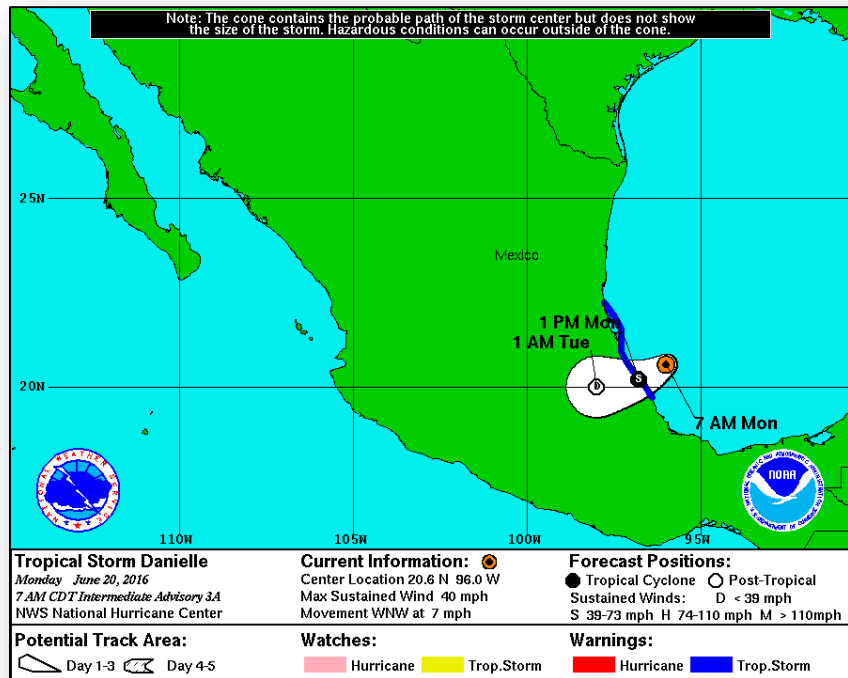 Note: The cone contains the probable path of the storm center but does not show
the size of the storm. Hazardous conditions can occur outside of the cone.
25N
Mexico
1 PM Mon
1 AM Tue
S
D
20N
7 AM Mon
NATIONAL WEATHER SERVICE
NOAA
110W
105W
100W
95W
Tropical Storm Danielle
Monday June 20, 2016
7 AM CDT Intermediate Advisory 3A
NWS National Hurricane Center
Current Information:
Center Location 20.6 N 96.0 W
Max Sustained Wind 40 mph
Movement WNW at 7 mph
Forecast Positions:
Tropical Cyclone Post-Tropical
Sustained Winds: D < 39 mph
S 39-73 mph H 74-110 mph M > 110mph
Potential Track Area:
Day 1-3 Day 4-5
Watches:
Hurricane Trop.Storm
Warnings:
Hurricane Trop.Storm